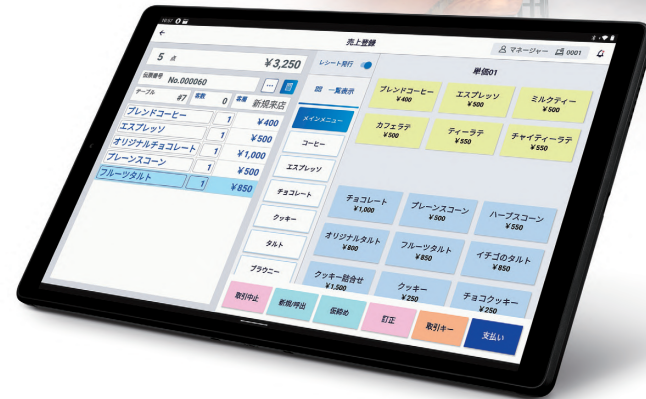 10:57
売上登録
マネージャー 0001
5 点 ¥3,250
伝票番号 No.000060 ...
テーブル #7 客数 0 客層 新規来店
ブレンドコーヒー 1 ¥400
エスプレッソ 1 ¥500
オリジナルチョコレート 1 ¥1,000
プレーンスコーン 1 ¥500
フルーツタルト 1 ¥850
レシート発行
一覧表示
メインメニュー
コーヒー
エスプレッソ
チョコレート
クッキー
タルト
ブラウニー
単価01
ブレンドコーヒー
¥400
エスプレッソ
¥500
ミルクティー
¥500
カフェラテ
¥500
ティーラテ
¥550
チャイティーラテ
¥550
チョコレート
¥1,000
プレーンスコーン
¥500
ハーブスコーン
¥550
オリジナルタルト
¥800
フルーツタルト
¥850
イチゴのタルト
¥850
クッキー詰合せ
¥1,500
クッキー
¥250
チョコクッキー
¥250
取引中止
新規/呼出
仮締め
訂正
取引キー
支払い